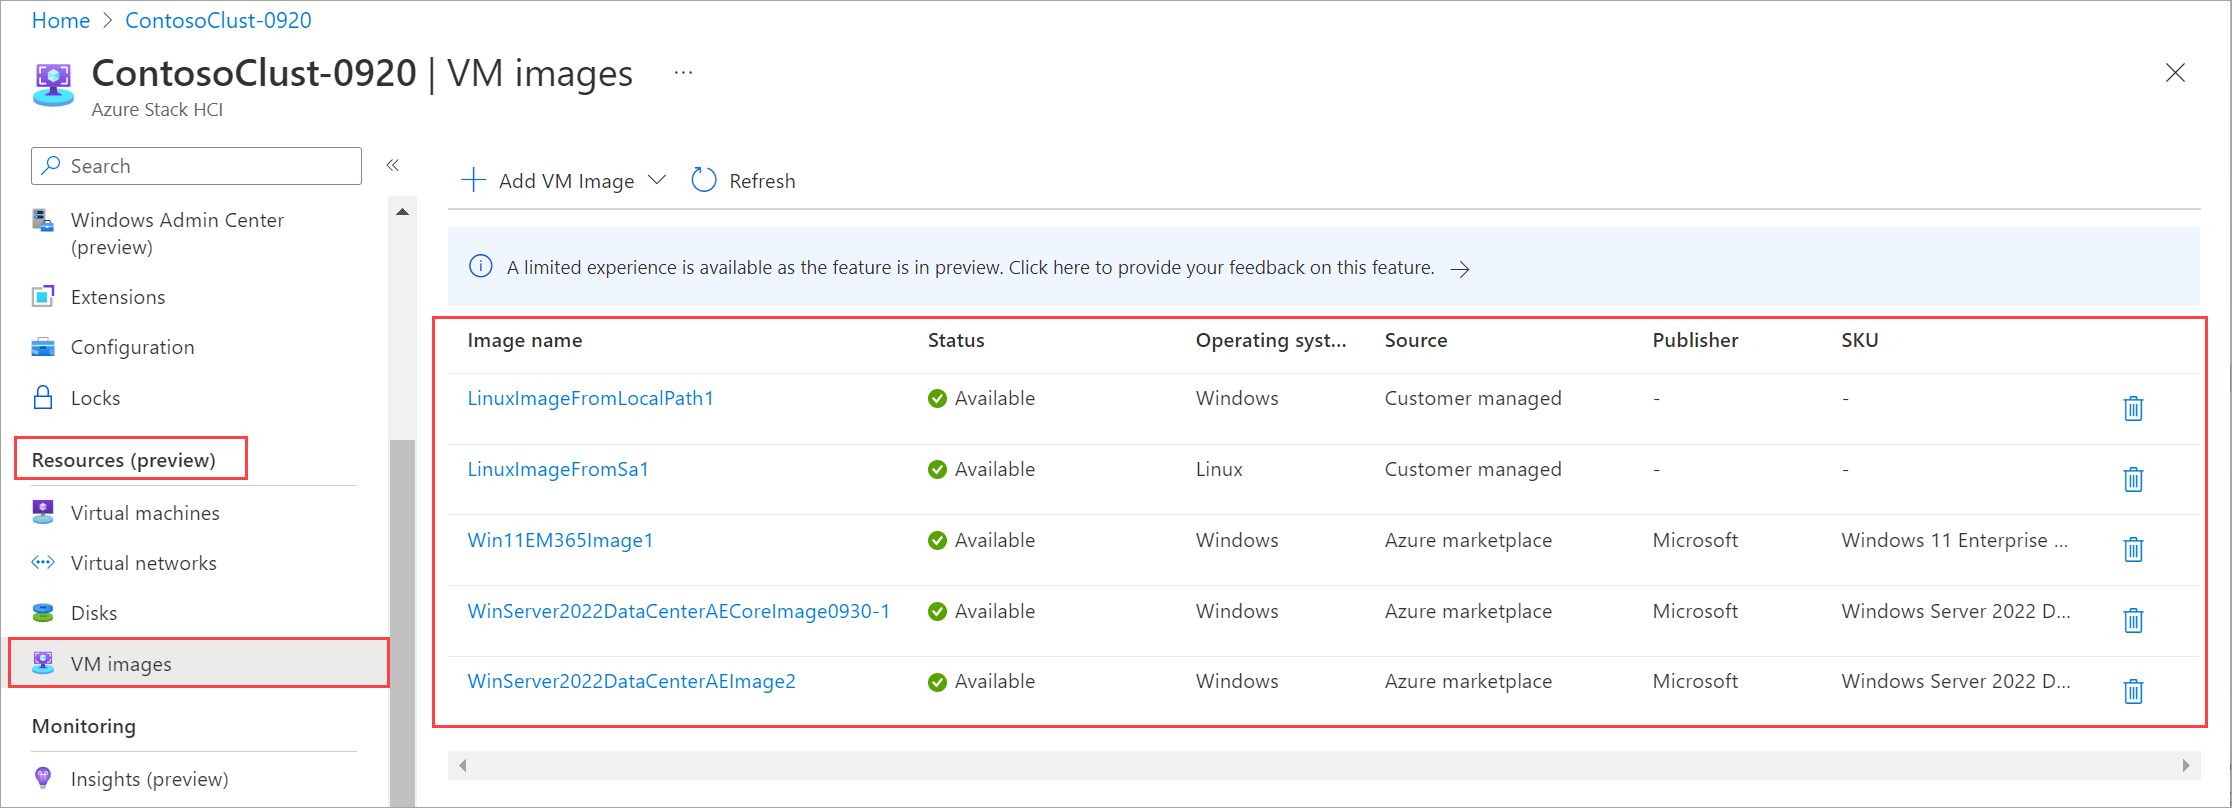 Home > ContosoClust-0920
ContosoClust-0920 | VM images ...
Azure Stack HCI
Search «
Windows Admin Center
(preview)
Extensions
Configuration
Locks
Resources (preview)
Virtual machines
Virtual networks
Disks
VM images
Monitoring
Insights (preview)
Add VM Image Refresh
A limited experience is available as the feature is in preview. Click here to provide your feedback on this feature. →
Image name Status Operating syst... Source Publisher SKU
LinuxImageFromLocalPath1 Available Windows Customer managed - -
LinuxImageFromSa1 Available Linux Customer managed - -
Win11EM365Image1 Available Windows Azure marketplace Microsoft Windows 11 Enterprise ...
WinServer2022DataCenterAECoreImage0930-1 Available Windows Azure marketplace Microsoft Windows Server 2022 D...
WinServer2022DataCenterAEImage2 Available Windows Azure marketplace Microsoft Windows Server 2022 D...